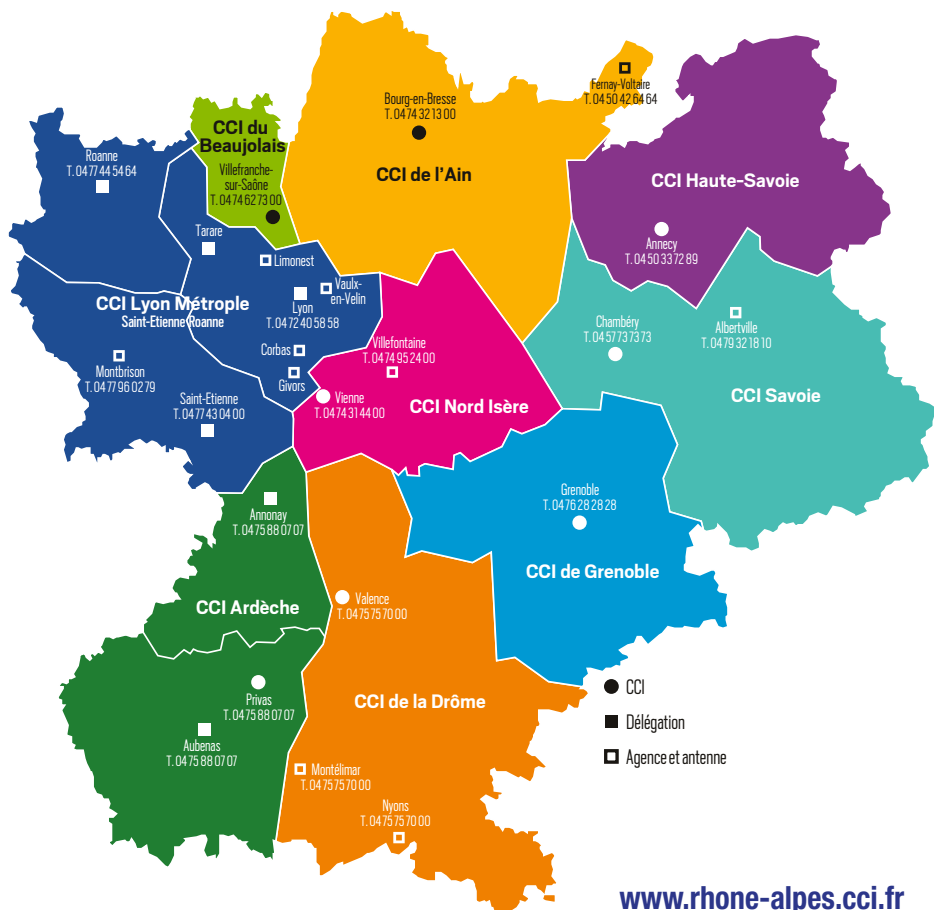 Fernay-Voltaire
T. 04 50 42 64 64
Bourg-en-Bresse
T. 04 74 32 13 00
CCI du
Beaujolais
Villefranche-
sur-Saône
T. 04 74 62 73 00
Roanne
T. 04 77 44 54 64
CCI de l'Ain
CCI Haute-Savoie
Annecy
T. 04 50 33 72 89
Tarare
Limonest
Vaulx-
en-Velin
Lyon
T. 04 72 40 58 58
CCI Lyon Métrople
Saint-Etienne Roanne
Corbas
Givors
Montbrison
T. 04 77 96 02 79
Saint-Etienne
T. 04 77 43 04 00
Villefontaine
T. 04 74 95 24 00
Vienne
T. 04 74 31 44 00
CCI Nord Isère
Chambéry
T. 04 57 73 73 73
Albertville
T. 04 79 32 18 10
CCI Savoie
Annonay
T. 04 75 88 07 07
Grenoble
T. 04 76 28 28 28
CCI de Grenoble
CCI Ardèche
Valence
T. 04 75 75 70 00
Privas
T. 04 75 88 07 07
Aubenas
T. 04 75 88 07 07
CCI de la Drôme
Montélimar
T. 04 75 75 70 00
Nyons
T. 04 75 75 70 00
CCI
Délégation
Agence et antenne
www.rhone-alpes.cci.fr